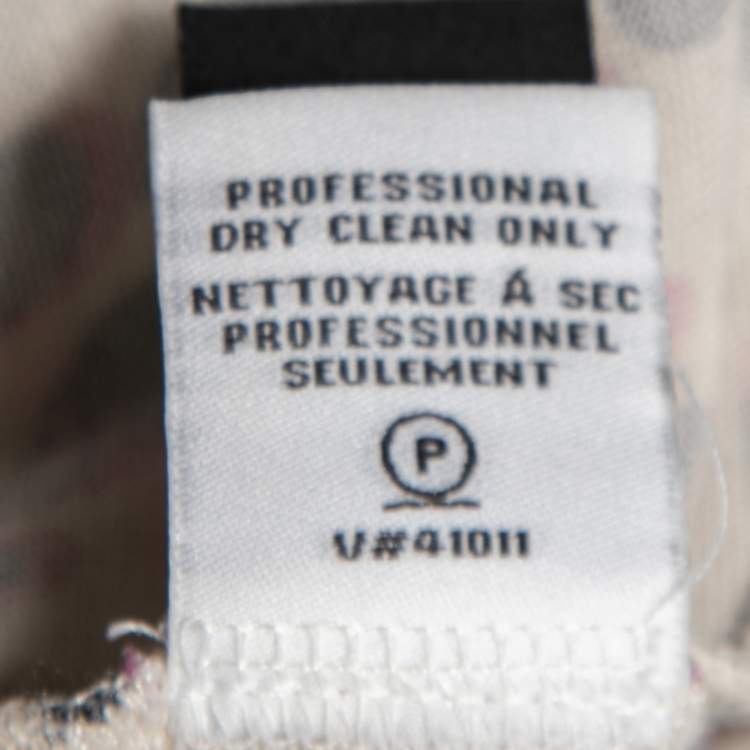 PROFESSIONAL
DRY CLEAN ONLY
NETTOYAGE Á SEC
PROFESSIONNEL
SEULEMENT
P
V#41011